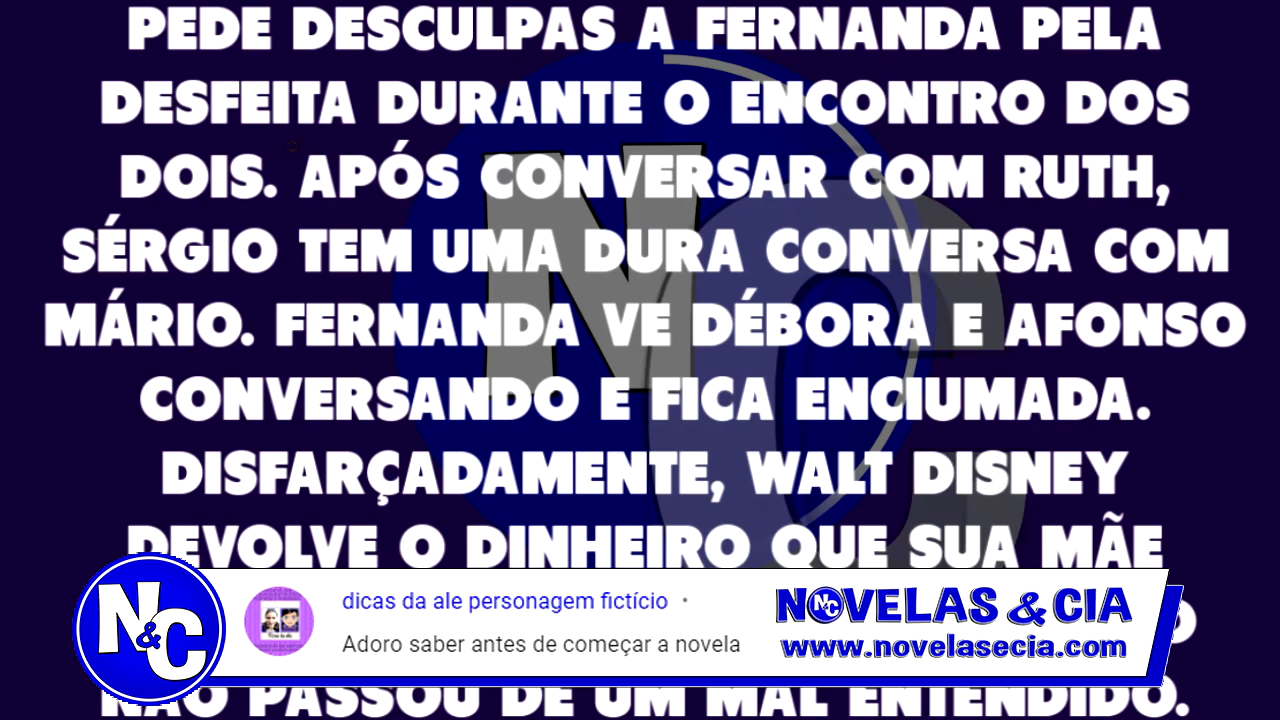 PEDE DESCULPAS A FERNANDA PELA
DESFEITA DURANTE O ENCONTRO DOS
DOIS. APÓS CONVERSAR COM RUTH,
SÉRGIO TEM UMA DURA CONVERSA COM
MÁRIO. FERNANDA VE DÉBORA E AFONSO
CONVERSANDO E FICA ENCIUMADA.
DISFARÇADAMENTE, WALT DISNEY
DEVOLVE O DINHEIRO QUE SUA MÃE
NÃO PASSOU DE UM MAL ENTENDIDO.
N&C
dicas da ale personagem fictício •
Adoro saber antes de começar a novela
NOVELAS & CIA
www.novelasecia.com